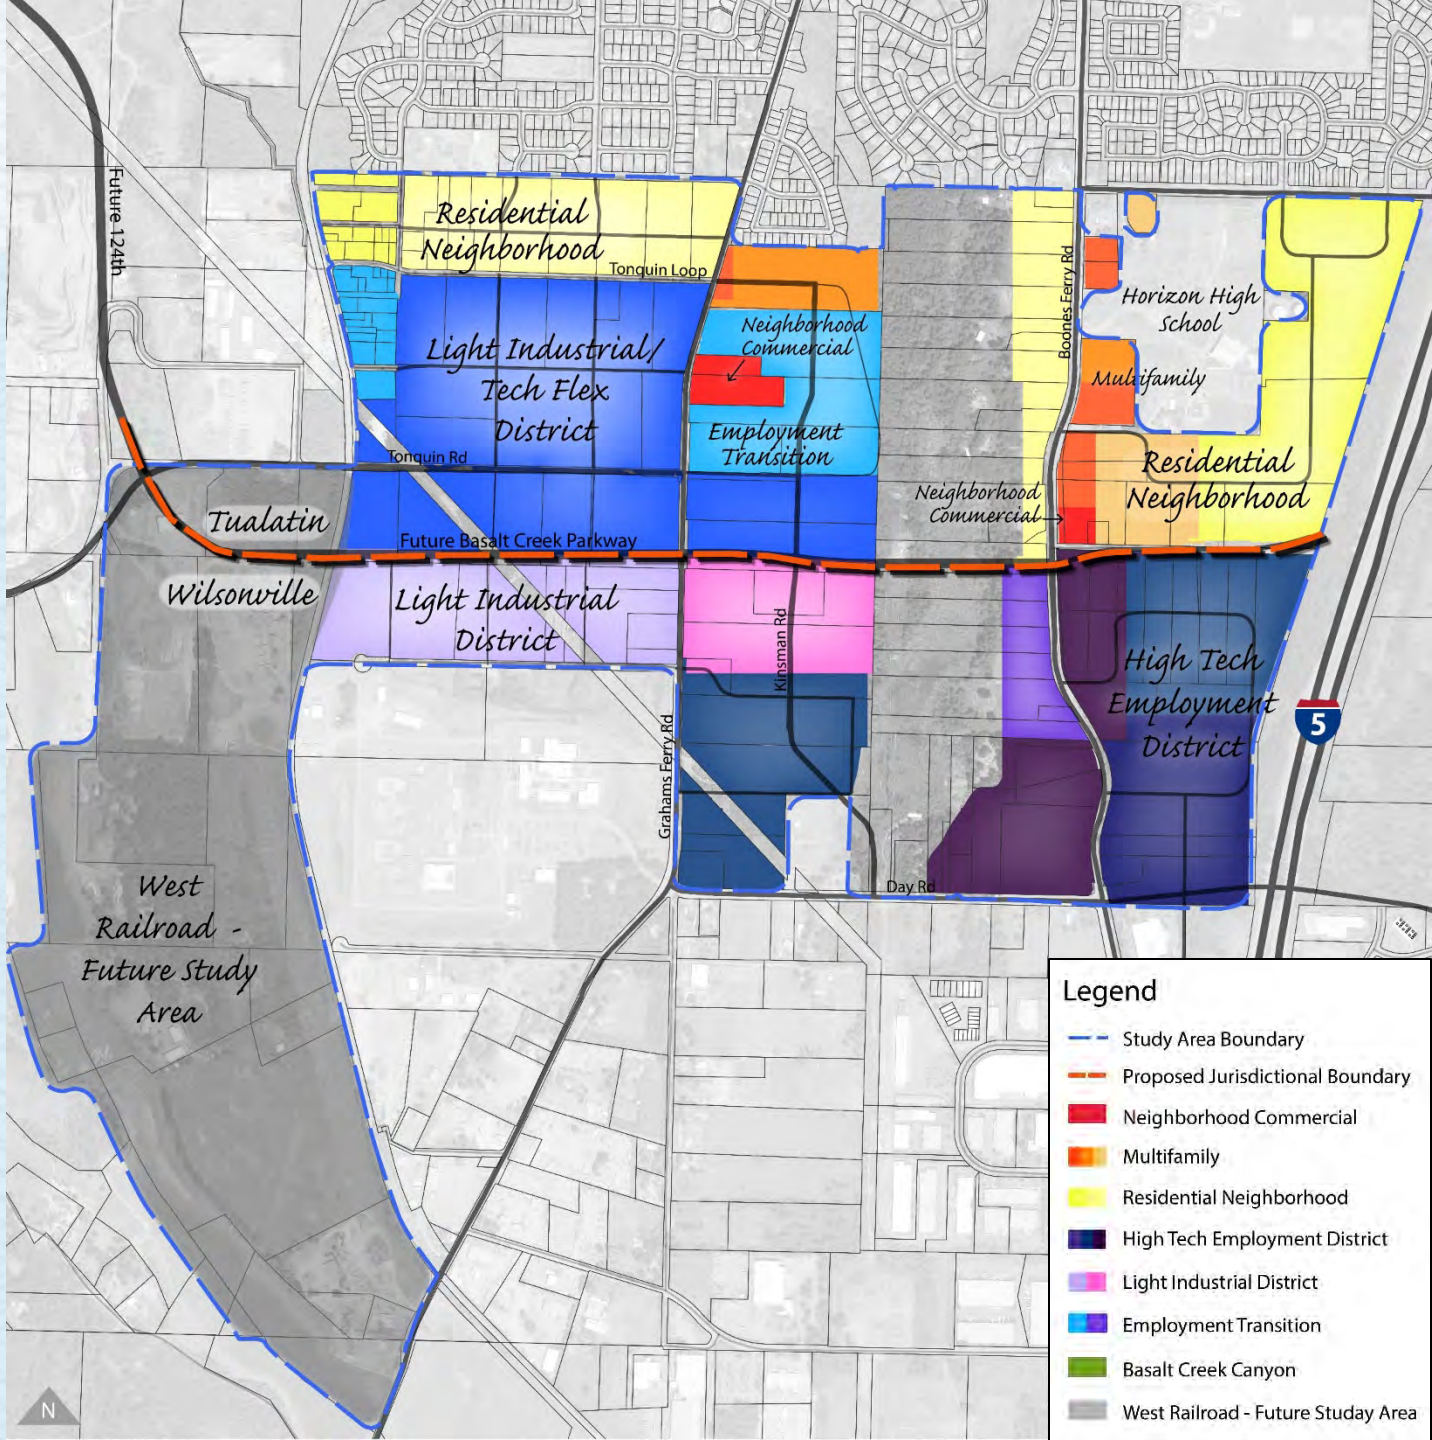 Future 124th
Residential
Neighborhood
Tonquin Loop
Light Industrial/
Tech Flex
District
Tonquin Rd
Neighborhood
Commercial
Employment
Transition
Boones Ferry Rd
Horizon High
School
Multifamily
Residential
Neighborhood
Neighborhood
Commercial
Tualatin
Future Basalt Creek Parkway
Wilsonville
Light Industrial
District
Kinsman Rd
Grahams Ferry Rd
High Tech
Employment
District
5
Day Rd
West
Railroad -
Future Study
Area
N
Legend
Study Area Boundary
Proposed Jurisdictional Boundary
Neighborhood Commercial
Multifamily
Residential Neighborhood
High Tech Employment District
Light Industrial District
Employment Transition
Basalt Creek Canyon
West Railroad - Future Studay Area